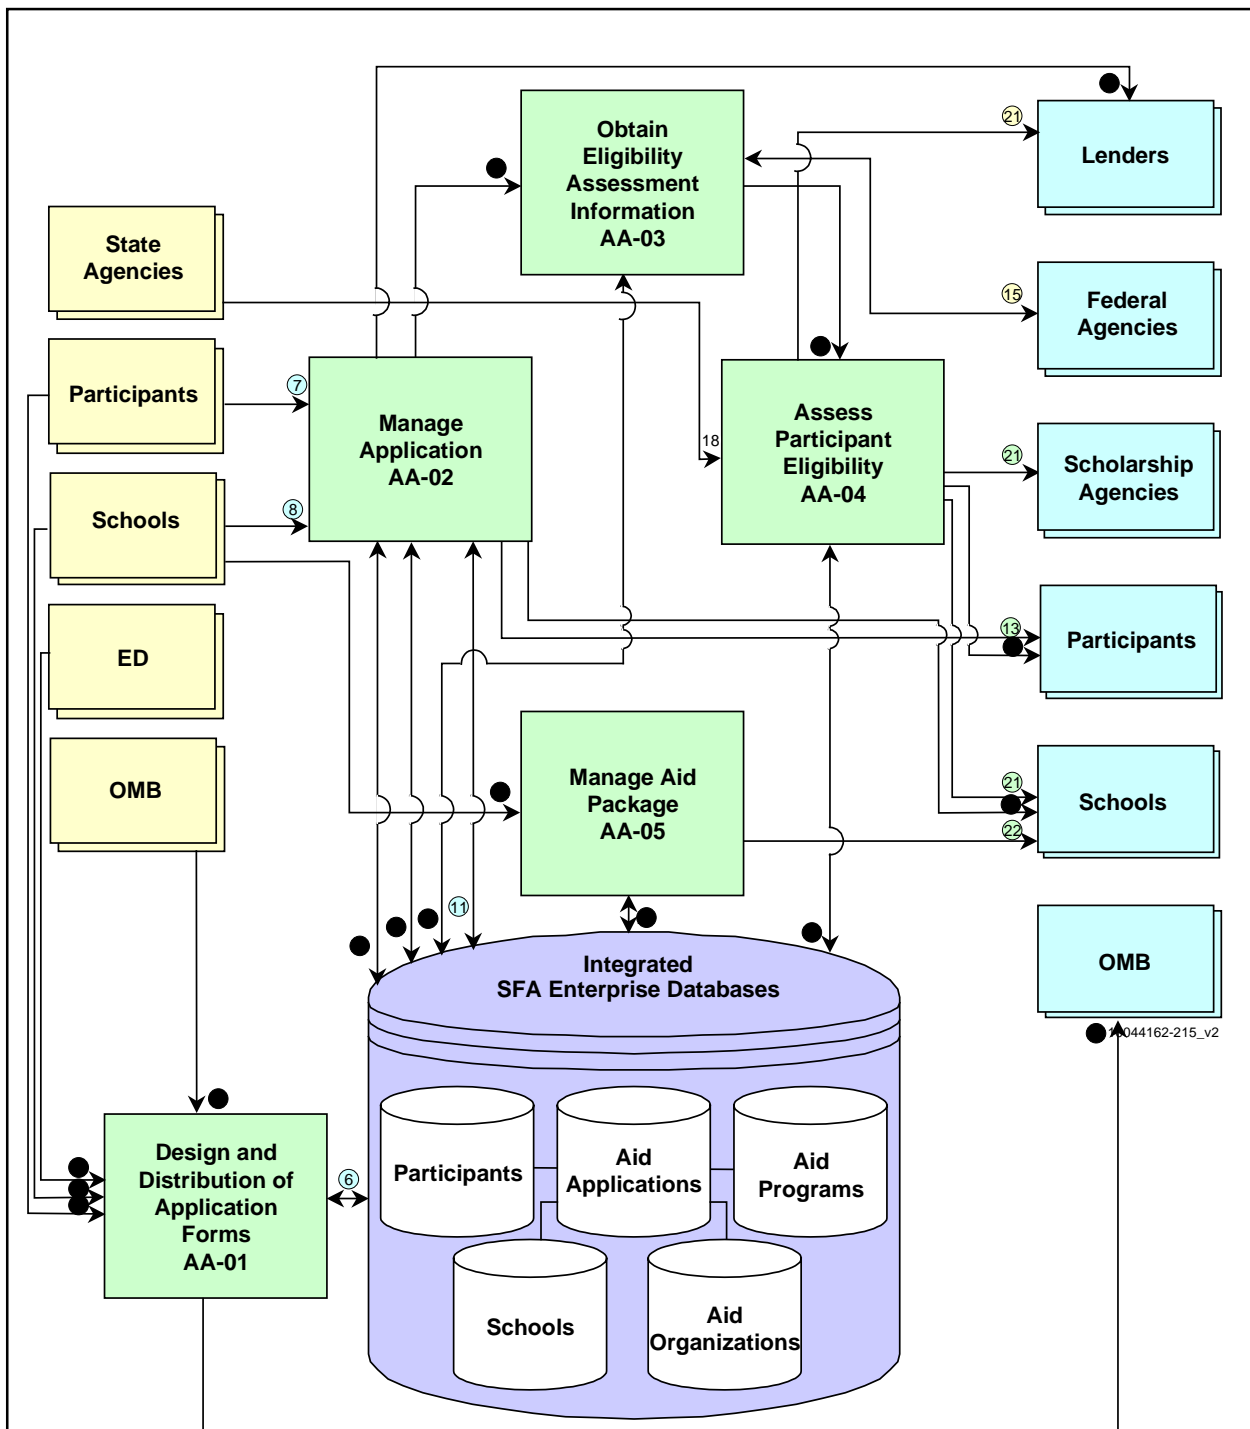 21
Lenders
Obtain
Eligibility
Assessment
Information
AA-03
State
Agencies
15
Federal
Agencies
Participants
7
Manage
Application
AA-02
Assess
Participant
Eligibility
AA-04
18
21
Scholarship
Agencies
Schools
8
ED
13
Participants
OMB
Manage Aid
Package
AA-05
21
Schools
22
11
Integrated
SFA Enterprise Databases
OMB
044162-215_v2
Design and
Distribution of
Application
Forms
AA-01
6
Participants
Aid
Applications
Aid
Programs
Schools
Aid
Organizations